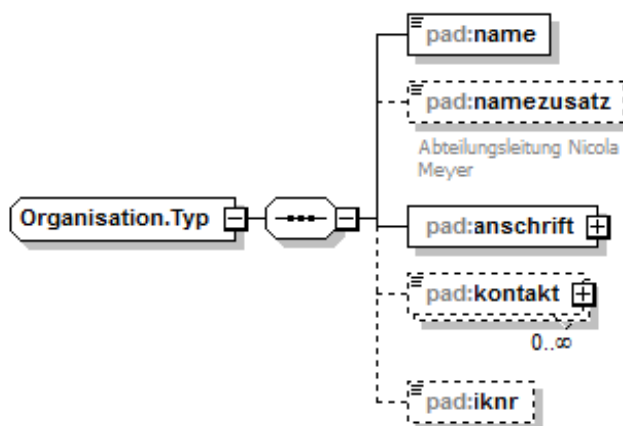 pad:name
pad:namezusatz
Abteilungsleitung Nicola
Meyer
Organisation.Typ
pad:anschrift
pad:kontakt
0..∞
pad:iknr